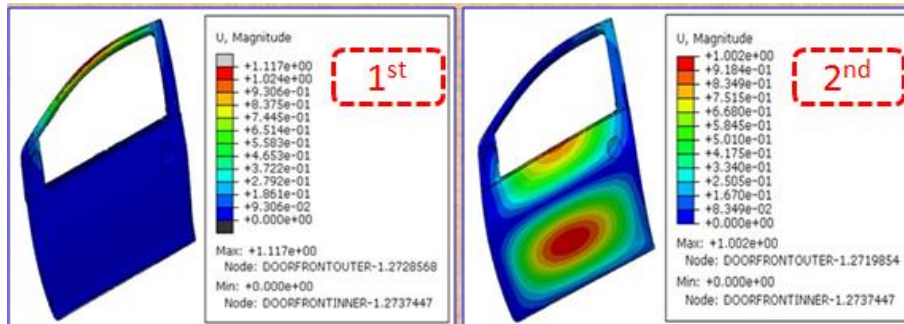 U, Magnitude
+1.117e+00
+1.024e+00
+9.306e-01
+8.375e-01
+7.445e-01
+6.514e-01
+5.583e-01
+4.653e-01
+3.722e-01
+2.792e-01
+1.861e-01
+9.306e-02
+0.000e+00
Max: +1.117e+00
Node: DOORFRONTOUTER-1.2728568
Min: +0.000e+00
Node: DOORFRONTINNER-1.2737447
1st
U, Magnitude
+1.002e+00
+9.184e-01
+8.349e-01
+7.515e-01
+6.680e-01
+5.845e-01
+5.010e-01
+4.175e-01
+3.340e-01
+2.505e-01
+1.670e-01
+8.349e-02
+0.000e+00
Max: +1.002e+00
Node: DOORFRONTOUTER-1.2719854
Min: +0.000e+00
Node: DOORFRONTINNER-1.2737447
2nd